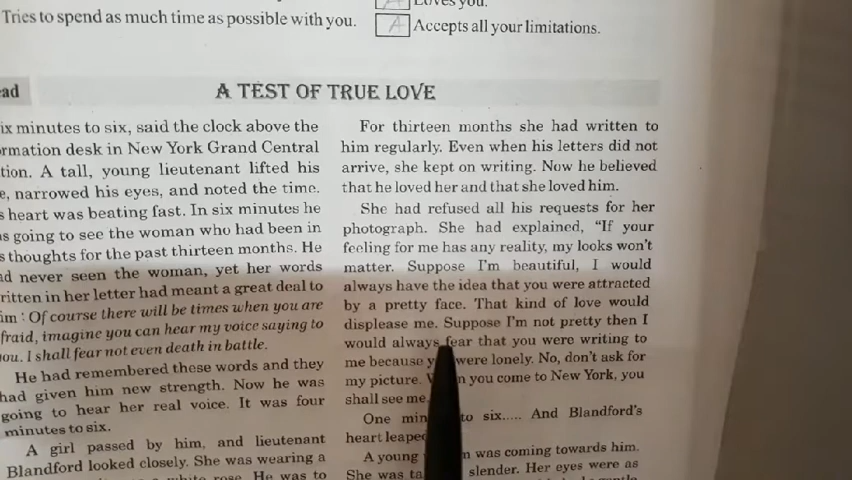 Loves you.
Tries to spend as much time as possible with you.
A Accepts all your limitations.
ead
A TEST OF TRUE LOVE
ix minutes to six, said the clock above the
rmation desk in New York Grand Central
tion. A tall, young lieutenant lifted his
e, narrowed his eyes, and noted the time.
s heart was beating fast. In six minutes he
as going to see the woman who had been in
s thoughts for the past thirteen months. He
ad never seen the woman, yet her words
ritten in her letter had meant a great deal to
im : Of course there will be times when you are
fraid, imagine you can hear my voice saying to
you. I shall fear not even death in battle.
He had remembered these words and they
had given him new strength. Now he was
going to hear her real voice. It was four
minutes to six.
A girl passed by him, and lieutenant
Blandford looked closely. She was wearing a
white rose. He was to
For thirteen months she had written to
him regularly. Even when his letters did not
arrive, she kept on writing. Now he believed
that he loved her and that she loved him.
She had refused all his requests for her
photograph. She had explained, “If your
feeling for me has any reality, my looks won't
matter. Suppose I'm beautiful, I would
always have the idea that you were attracted
by a pretty face. That kind of love would
displease me. Suppose I'm not pretty then I
would always fear that you were writing to
me because y were lonely. No, don't ask for
my picture. W n you come to New York, you
shall see me.
One min to six..... And Blandford's
heart leaped
A young n was coming towards him.
She was ta slender. Her eyes were as